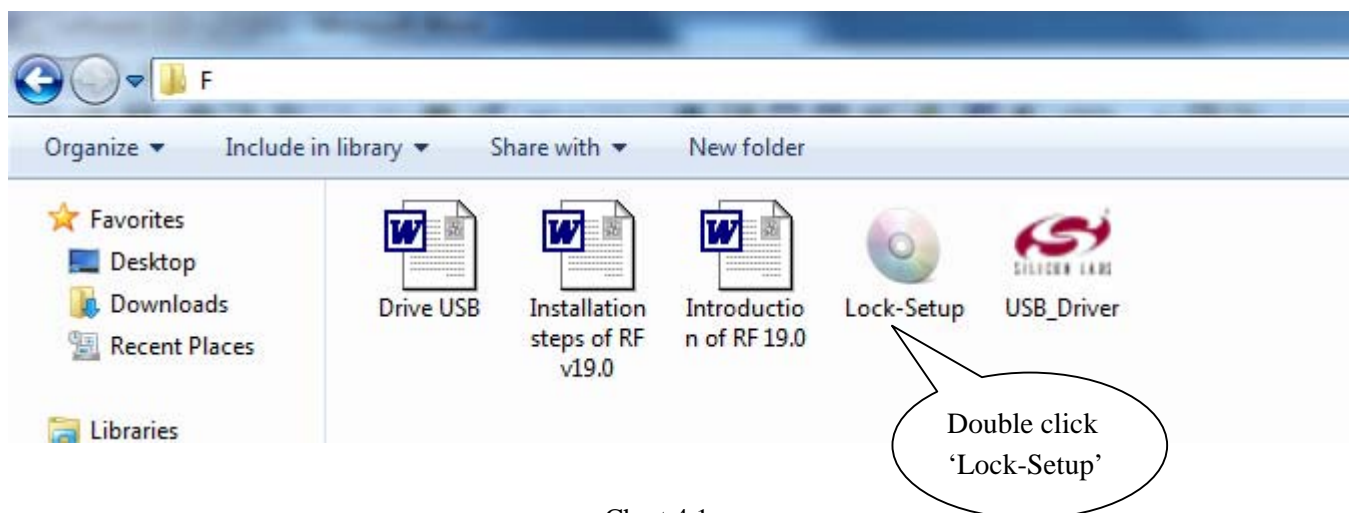 F
Organize
Include in library
Share with
New folder
Favorites
Desktop
Downloads
Recent Places
Libraries
Drive USB
Installation
steps of RF
v19.0
Introductio
n of RF 19.0
Lock-Setup
SILICON LABS
USB_Driver
Double click
‘Lock-Setup’